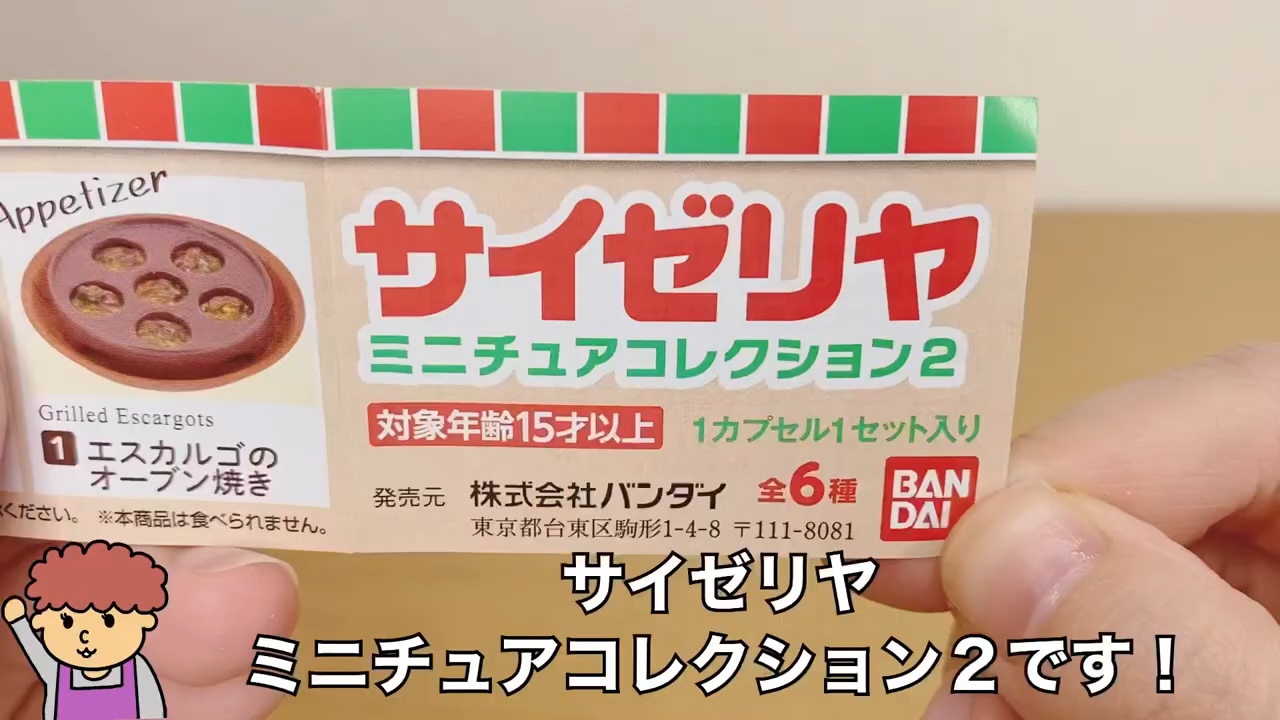 Appetizer
Grilled Escargots
1 エスカルゴの
オーブン焼き
ください。 ※本商品は食べられません。
サイゼリヤ
ミニチュアコレクション2
対象年齢15才以上 1カプセル1セット入り
発売元 株式会社バンダイ 全6種
東京都台東区駒形1-4-8 〒111-8081
BAN
DAI
サイゼリヤ
ミニチュアコレクション2です！